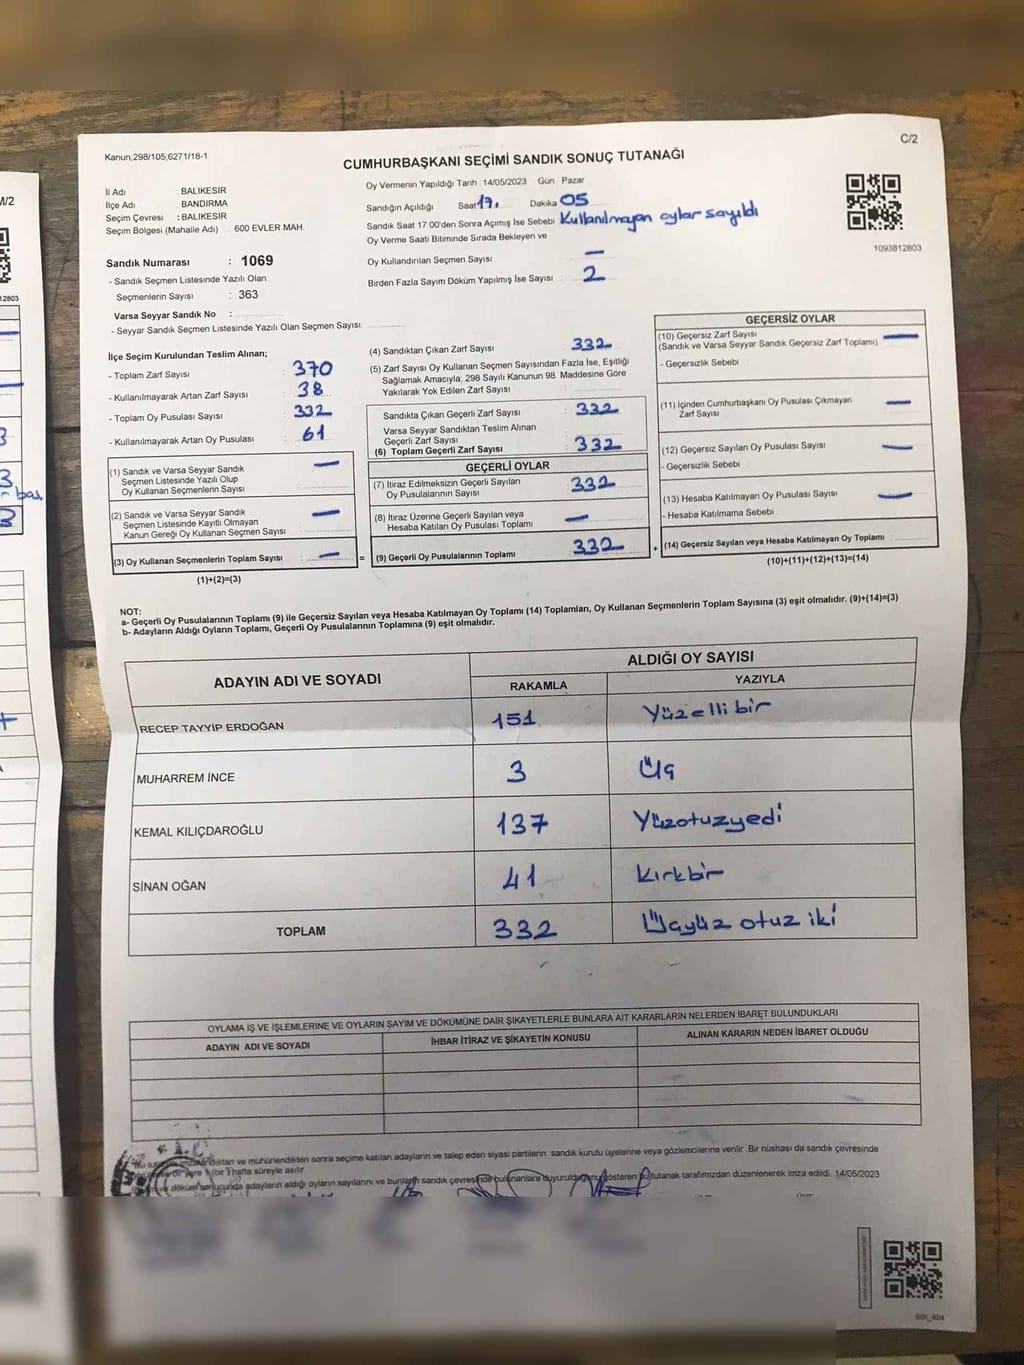 Kanun;298/105;6271/18-1
C/2
CUMHURBAŞKANI SEÇİMİ SANDIK SONUÇ TUTANAĞI
İl Adı : BALIKESİR
İlçe Adı : BANDIRMA
Seçim Çevresi : BALIKESİR
Seçim Bölgesi (Mahalle Adı) 600 EVLER MAH.
Sandık Numarası : 1069
- Sandık Seçmen Listesinde Yazılı Olan
Seçmenlerin Sayısı : 363
Varsa Seyyar Sandık No :
- Seyyar Sandık Seçmen Listesinde Yazılı Olan Seçmen Sayısı
Oy Vermenin Yapıldığı Tarih :14/05/2023 Gün Pazar
Sandığın Açıldığı Saat 17. Dakika 05
Sandık Saat 17:00'den Sonra Açımış İse Sebebi Kullanılmayan oylar sayıldı
Oy Verme Saati Bitiminde Sırada Bekleyen ve
Oy Kullandırılan Seçmen Sayısı : —
Birden Fazla Sayım Döküm Yapılmış İse Sayısı : 2
1093812803
İlçe Seçim Kurulundan Teslim Alınan;
- Toplam Zarf Sayısı : 370
- Kullanılmayarak Artan Zarf Sayısı : 38
- Toplam Oy Pusulası Sayısı : 332
- Kullanılmayarak Artan Oy Pusulası : 61
(1) Sandık ve Varsa Seyyar Sandık
Seçmen Listesinde Yazılı Olup
Oy Kullanan Seçmenlerin Sayısı : —
(2) Sandık ve Varsa Seyyar Sandık
Seçmen Listesinde Kayıtlı Olmayan
Kanun Gereği Oy Kullanan Seçmen Sayısı : —
(3) Oy Kullanan Seçmenlerin Toplam Sayısı : —
(1)+(2)=(3)
(4) Sandıktan Çıkan Zarf Sayısı : 332
(5) Zarf Sayısı Oy Kullanan Seçmen Sayısından Fazla İse, Eşitliği
Sağlamak Amacıyla, 298 Sayılı Kanunun 98. Maddesine Göre
Yakılarak Yok Edilen Zarf Sayısı :
Sandıkta Çıkan Geçerli Zarf Sayısı : 332
Varsa Seyyar Sandıktan Teslim Alınan
Geçerli Zarf Sayısı :
(6) Toplam Geçerli Zarf Sayısı : 332
GEÇERLİ OYLAR
(7) İtiraz Edilmeksizin Geçerli Sayılan
Oy Pusulalarının Sayısı : 332
(8) İtiraz Üzerine Geçerli Sayılan veya
Hesaba Katılan Oy Pusulası Toplamı : —
= (9) Geçerli Oy Pusulalarının Toplamı : 332 +
GEÇERSİZ OYLAR
(10) Geçersiz Zarf Sayısı
(Sandık ve Varsa Seyyar Sandık Geçersiz Zarf Toplamı) : —
- Geçersizlik Sebebi :
(11) İçinden Cumhurbaşkanı Oy Pusulası Çıkmayan
Zarf Sayısı : —
(12) Geçersiz Sayılan Oy Pusulası Sayısı : —
- Geçersizlik Sebebi :
(13) Hesaba Katılmayan Oy Pusulası Sayısı : —
- Hesaba Katılmama Sebebi :
(14) Geçersiz Sayılan veya Hesaba Katılmayan Oy Toplamı
(10)+(11)+(12)+(13)=(14)
NOT:
a- Geçerli Oy Pusulalarının Toplamı (9) ile Geçersiz Sayılan veya Hesaba Katılmayan Oy Toplamı (14) Toplamları, Oy Kullanan Seçmenlerin Toplam Sayısına (3) eşit olmalıdır. (9)+(14)=(3)
b- Adayların Aldığı Oyların Toplamı, Geçerli Oy Pusulalarının Toplamına (9) eşit olmalıdır.
ADAYIN ADI VE SOYADI ALDIĞI OY SAYISI
RAKAMLA YAZIYLA
RECEP TAYYİP ERDOĞAN 151 Yüzelli bir
MUHARREM İNCE 3 Üç
KEMAL KILIÇDAROĞLU 137 Yüzotuzyedi
SİNAN OĞAN 41 Kırkbir
TOPLAM 332 Üçyüz otuz iki
OYLAMA İŞ VE İŞLEMLERİNE VE OYLARIN SAYIM VE DÖKÜMÜNE DAİR ŞİKAYETLERLE BUNLARA AİT KARARLARIN NELERDEN İBARET BULUNDUKLARI
ADAYIN ADI VE SOYADI İHBAR İTİRAZ VE ŞİKAYETİN KONUSU ALINAN KARARIN NEDEN İBARET OLDUĞU
Bu ve mühürlendikten sonra seçime katılan adayların ve talep eden siyasi partilerin sandık kurulu üyelerine veya gözlemcilerine verilir. Bir nüshası da sandık çevresinde
(bir) hafta süreyle asılır.
ve döküm sonucunda adayların aldığı oyların sayılarını ve bunların sandık çevresinde bulunanlara duyurulduğunu gösteren bu tutanak tarafımızdan düzenlenerek imza edildi. 14/05/2023